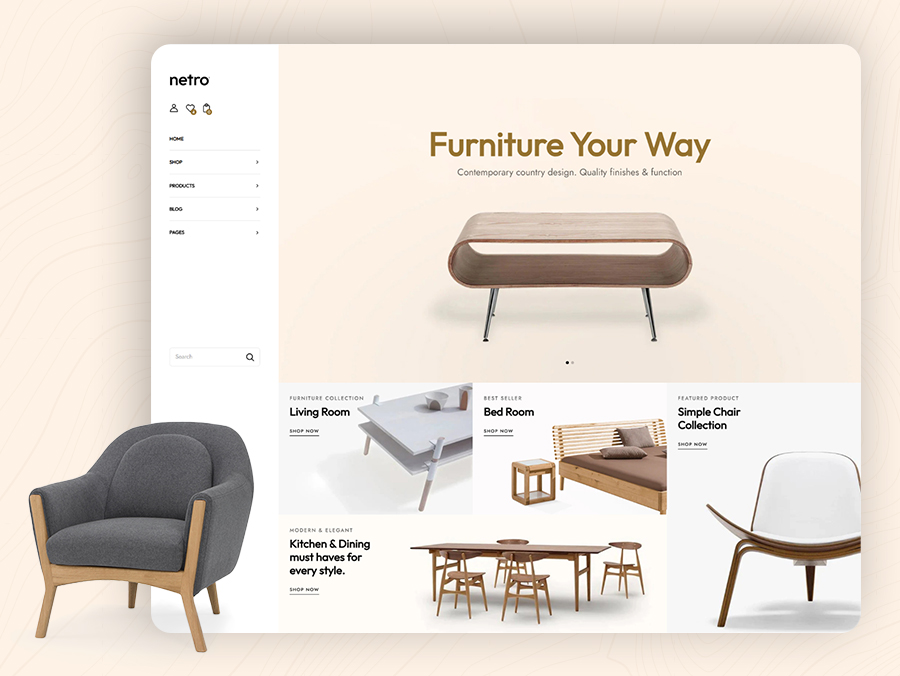 netro
HOME
SHOP
PRODUCTS
BLOG
PAGES
Search
Furniture Your Way
Contemporary country design. Quality finishes & function
FURNITURE COLLECTION
Living Room
SHOP NOW
BEST SELLER
Bed Room
SHOP NOW
FEATURED PRODUCT
Simple Chair
Collection
SHOP NOW
MODERN & ELEGANT
Kitchen & Dining
must haves for
every style.
SHOP NOW